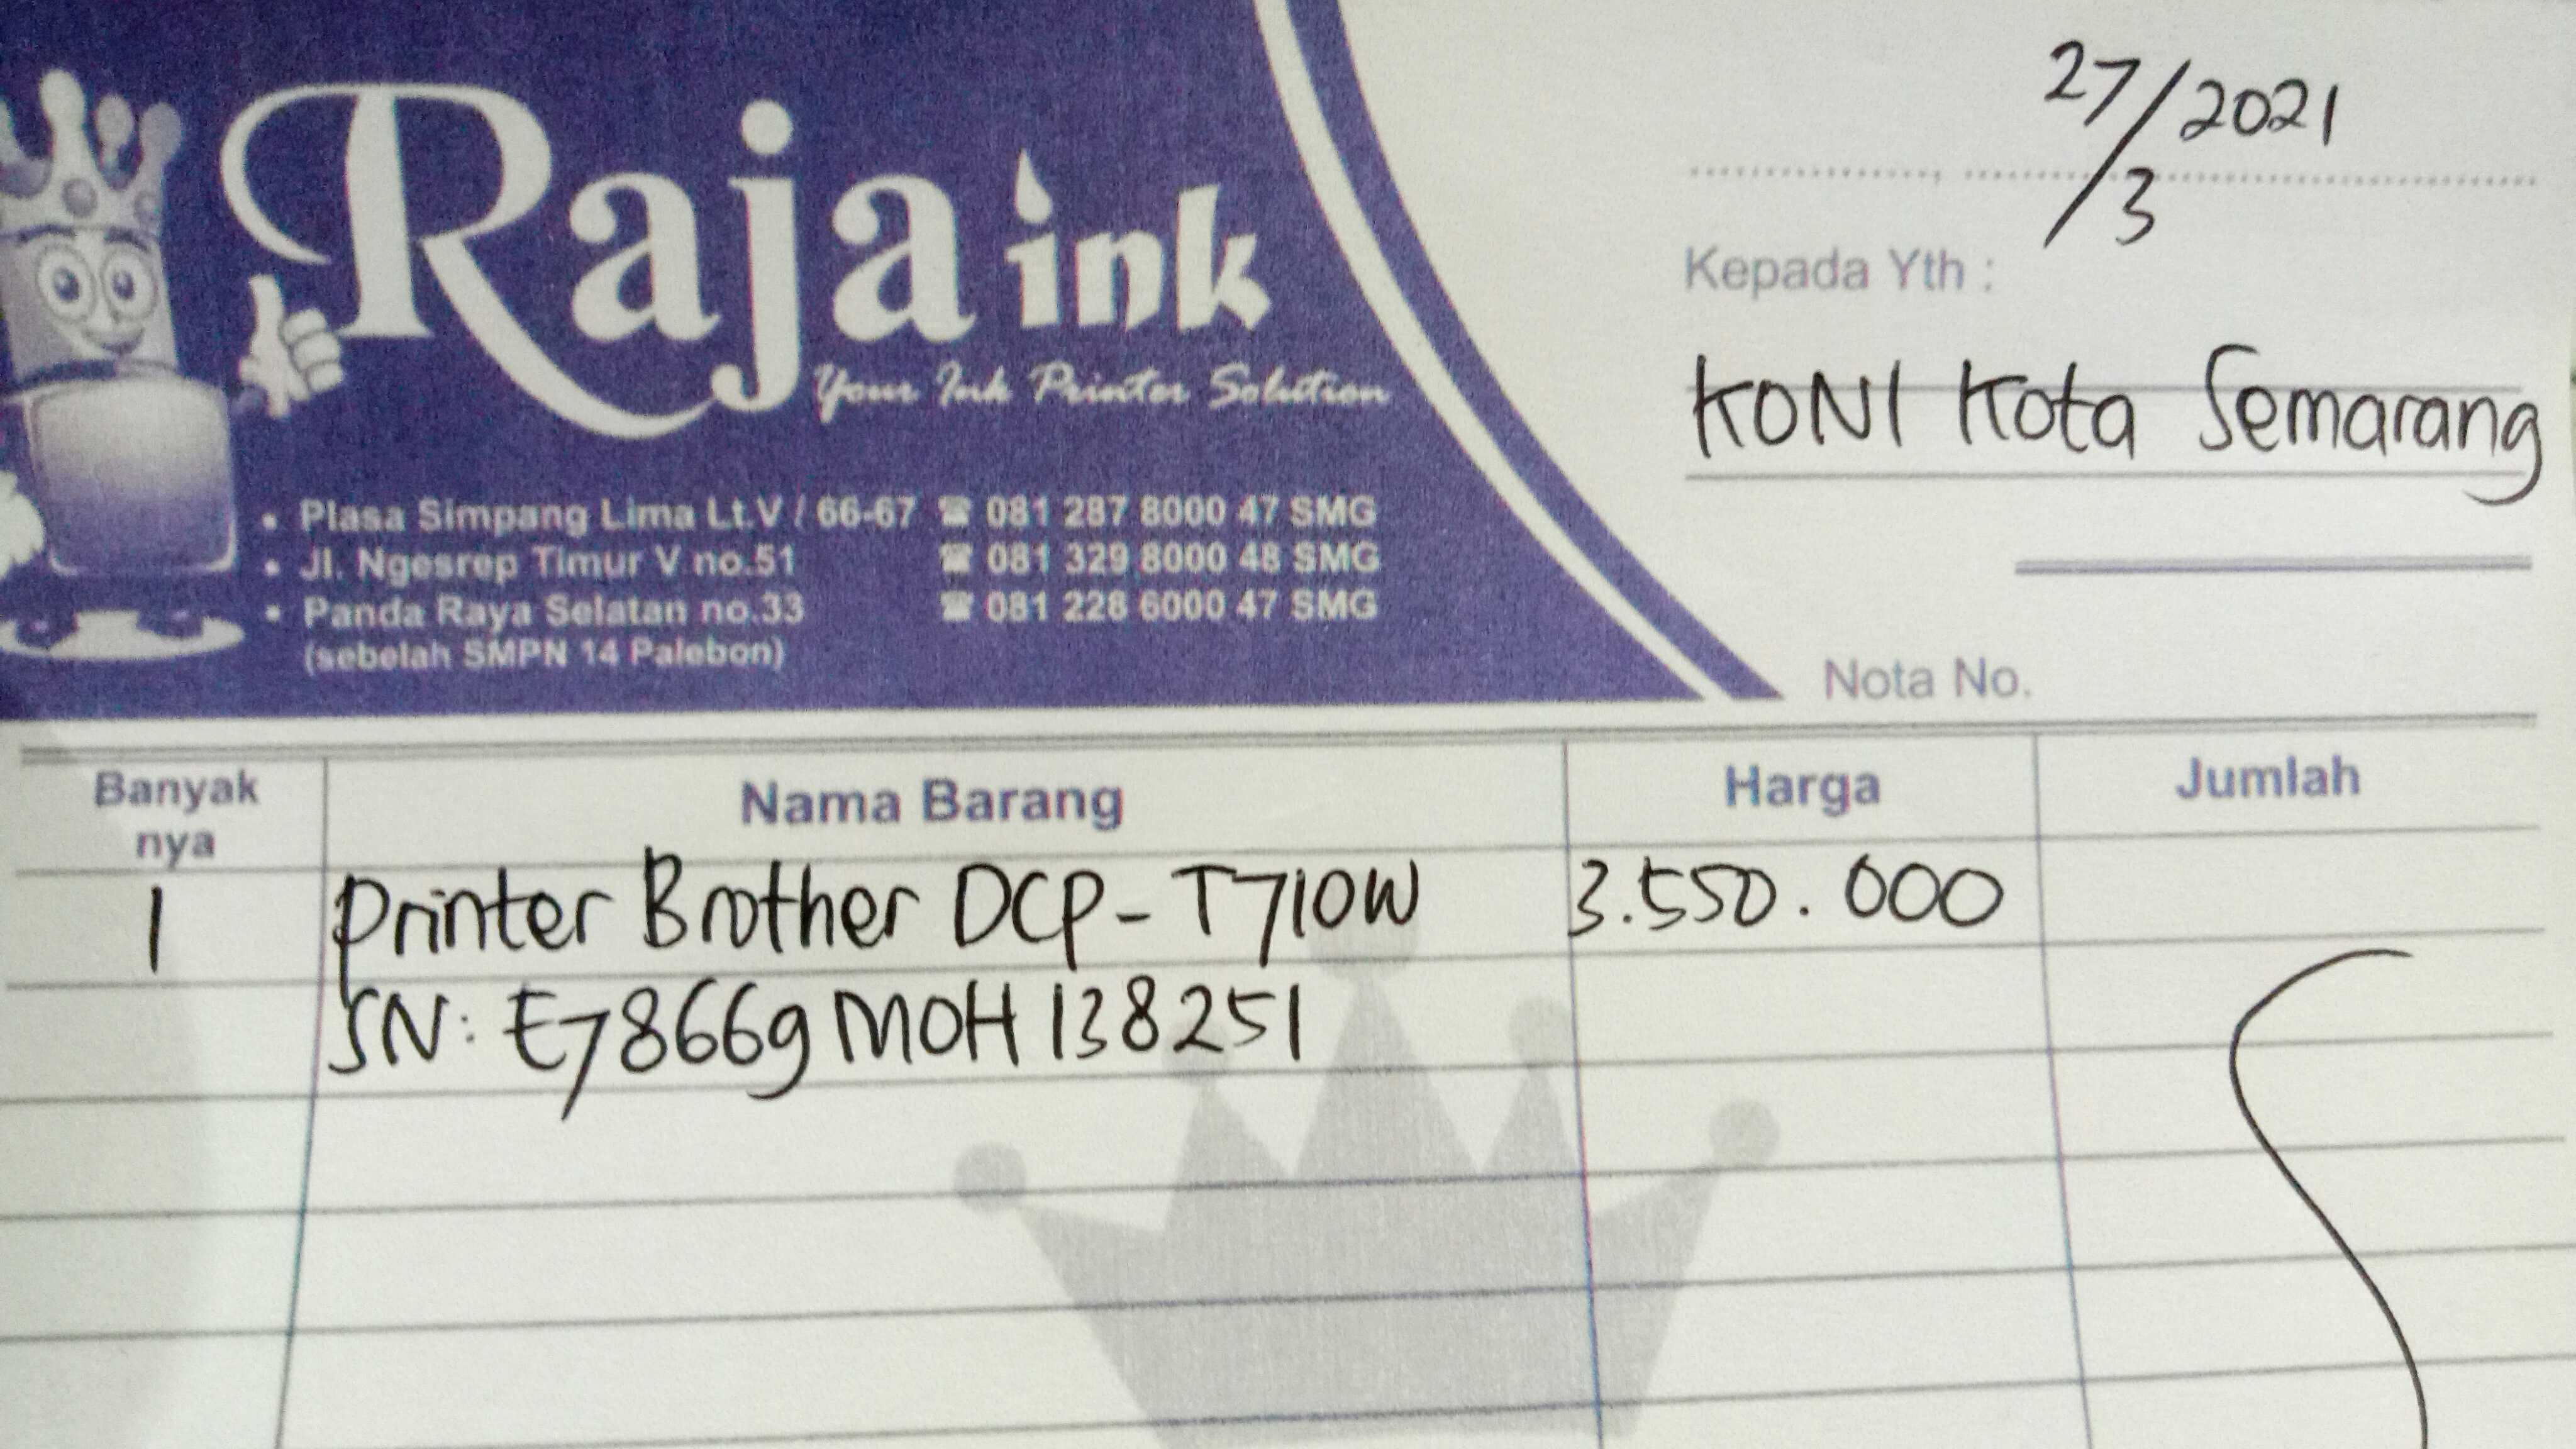 Raja ink
Your Ink Printer Solution
• Plasa Simpang Lima Lt.V / 66-67 ☎ 081 287 8000 47 SMG
• Jl. Ngesrep Timur V no.51 ☎ 081 329 8000 48 SMG
• Panda Raya Selatan no.33 ☎ 081 228 6000 47 SMG
(sebelah SMPN 14 Palebon)
27/3/2021
Kepada Yth :
KONI Kota Semarang
Nota No.
Banyak
nya
Nama Barang
Harga
Jumlah
1 Printer Brother DCP-T710W 3.550.000
SN: E78669MOH138251